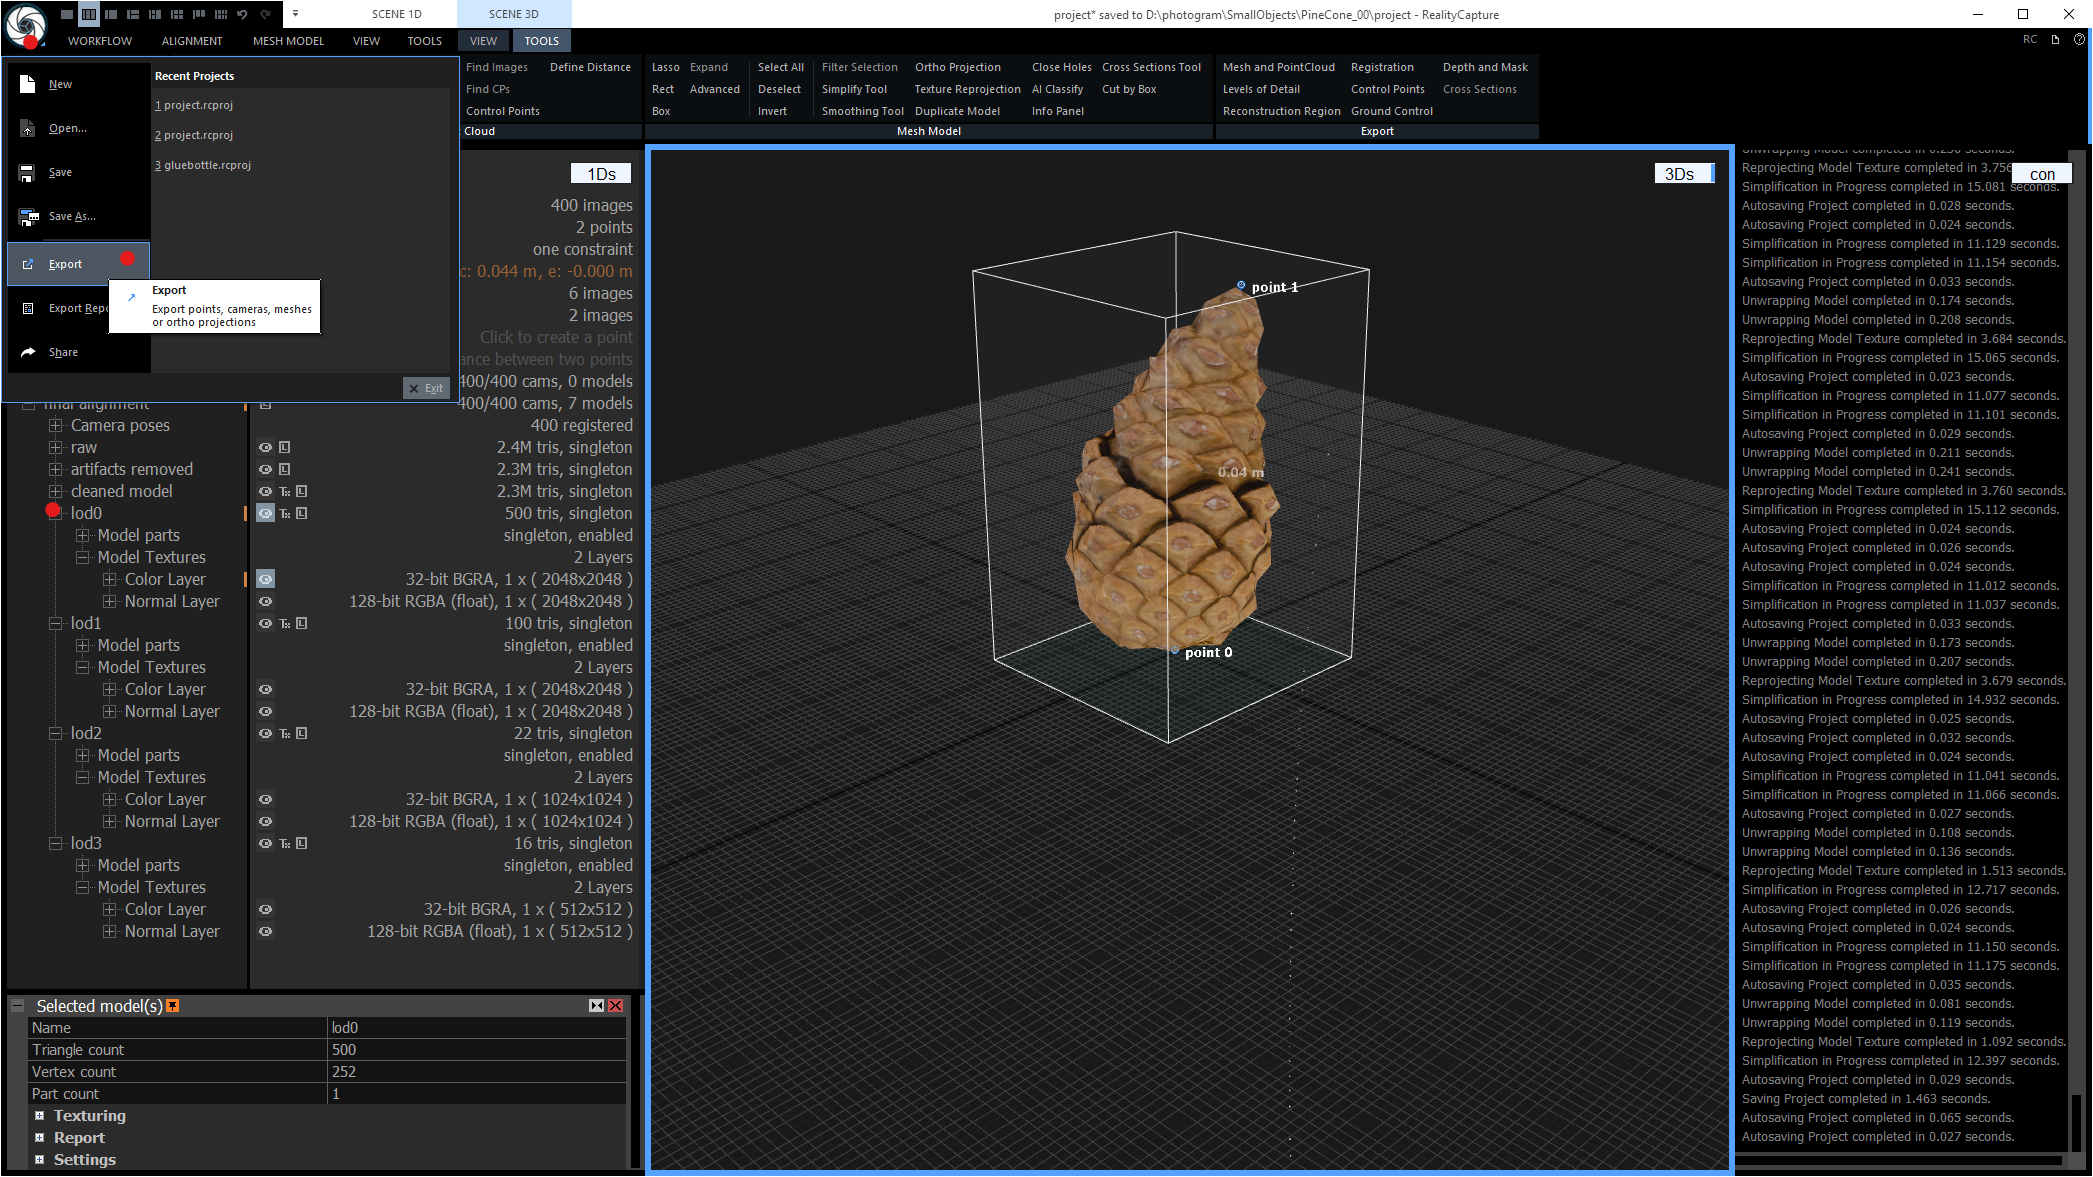 SCENE 1D
SCENE 3D
project* saved to D:\photogram\SmallObjects\PineCone_00\project - RealityCapture
WORKFLOW
ALIGNMENT
MESH MODEL
VIEW
TOOLS
VIEW
TOOLS
RC
New
Open...
Save
Save As...
Export
Export Repo
Share
Recent Projects
1 project.rcproj
2 project.rcproj
3 gluebottle.rcproj
Exit
Export
Export points, cameras, meshes
or ortho projections
Find Images
Define Distance
Find CPs
Control Points
Cloud
Lasso
Expand
Select All
Filter Selection
Ortho Projection
Close Holes
Cross Sections Tool
Rect
Advanced
Deselect
Simplify Tool
Texture Reprojection
AI Classify
Cut by Box
Box
Invert
Smoothing Tool
Duplicate Model
Info Panel
Mesh Model
Mesh and PointCloud
Registration
Depth and Mask
Levels of Detail
Control Points
Cross Sections
Reconstruction Region
Ground Control
Export
1Ds
400 images
2 points
one constraint
c: 0.044 m, e: -0.000 m
6 images
2 images
Click to create a point
ance between two points
400/400 cams, 0 models
final alignment 400/400 cams, 7 models
Camera poses 400 registered
raw 2.4M tris, singleton
artifacts removed 2.3M tris, singleton
cleaned model 2.3M tris, singleton
lod0 500 tris, singleton
Model parts singleton, enabled
Model Textures 2 Layers
Color Layer 32-bit BGRA, 1 x ( 2048x2048 )
Normal Layer 128-bit RGBA (float), 1 x ( 2048x2048 )
lod1 100 tris, singleton
Model parts singleton, enabled
Model Textures 2 Layers
Color Layer 32-bit BGRA, 1 x ( 2048x2048 )
Normal Layer 128-bit RGBA (float), 1 x ( 2048x2048 )
lod2 22 tris, singleton
Model parts singleton, enabled
Model Textures 2 Layers
Color Layer 32-bit BGRA, 1 x ( 1024x1024 )
Normal Layer 128-bit RGBA (float), 1 x ( 1024x1024 )
lod3 16 tris, singleton
Model parts singleton, enabled
Model Textures 2 Layers
Color Layer 32-bit BGRA, 1 x ( 512x512 )
Normal Layer 128-bit RGBA (float), 1 x ( 512x512 )
Selected model(s)
Name lod0
Triangle count 500
Vertex count 252
Part count 1
Texturing
Report
Settings
3Ds
point 1
0.04 m
point 0
con
Unwrapping Model completed in 0.236 seconds.
Reprojecting Model Texture completed in 3.756
Simplification in Progress completed in 15.081 seconds.
Autosaving Project completed in 0.028 seconds.
Autosaving Project completed in 0.024 seconds.
Simplification in Progress completed in 11.129 seconds.
Simplification in Progress completed in 11.154 seconds.
Autosaving Project completed in 0.033 seconds.
Unwrapping Model completed in 0.174 seconds.
Unwrapping Model completed in 0.208 seconds.
Reprojecting Model Texture completed in 3.684 seconds.
Simplification in Progress completed in 15.065 seconds.
Autosaving Project completed in 0.023 seconds.
Simplification in Progress completed in 11.077 seconds.
Simplification in Progress completed in 11.101 seconds.
Autosaving Project completed in 0.029 seconds.
Unwrapping Model completed in 0.211 seconds.
Unwrapping Model completed in 0.241 seconds.
Reprojecting Model Texture completed in 3.760 seconds.
Simplification in Progress completed in 15.112 seconds.
Autosaving Project completed in 0.024 seconds.
Autosaving Project completed in 0.026 seconds.
Autosaving Project completed in 0.024 seconds.
Simplification in Progress completed in 11.012 seconds.
Simplification in Progress completed in 11.037 seconds.
Autosaving Project completed in 0.033 seconds.
Unwrapping Model completed in 0.173 seconds.
Unwrapping Model completed in 0.207 seconds.
Reprojecting Model Texture completed in 3.679 seconds.
Simplification in Progress completed in 14.932 seconds.
Autosaving Project completed in 0.025 seconds.
Autosaving Project completed in 0.032 seconds.
Autosaving Project completed in 0.024 seconds.
Simplification in Progress completed in 11.041 seconds.
Simplification in Progress completed in 11.066 seconds.
Autosaving Project completed in 0.027 seconds.
Unwrapping Model completed in 0.108 seconds.
Unwrapping Model completed in 0.136 seconds.
Reprojecting Model Texture completed in 1.513 seconds.
Simplification in Progress completed in 12.717 seconds.
Autosaving Project completed in 0.026 seconds.
Autosaving Project completed in 0.024 seconds.
Simplification in Progress completed in 11.150 seconds.
Simplification in Progress completed in 11.175 seconds.
Autosaving Project completed in 0.035 seconds.
Unwrapping Model completed in 0.081 seconds.
Unwrapping Model completed in 0.119 seconds.
Reprojecting Model Texture completed in 1.092 seconds.
Simplification in Progress completed in 12.397 seconds.
Autosaving Project completed in 0.029 seconds.
Saving Project completed in 1.463 seconds.
Autosaving Project completed in 0.065 seconds.
Autosaving Project completed in 0.027 seconds.